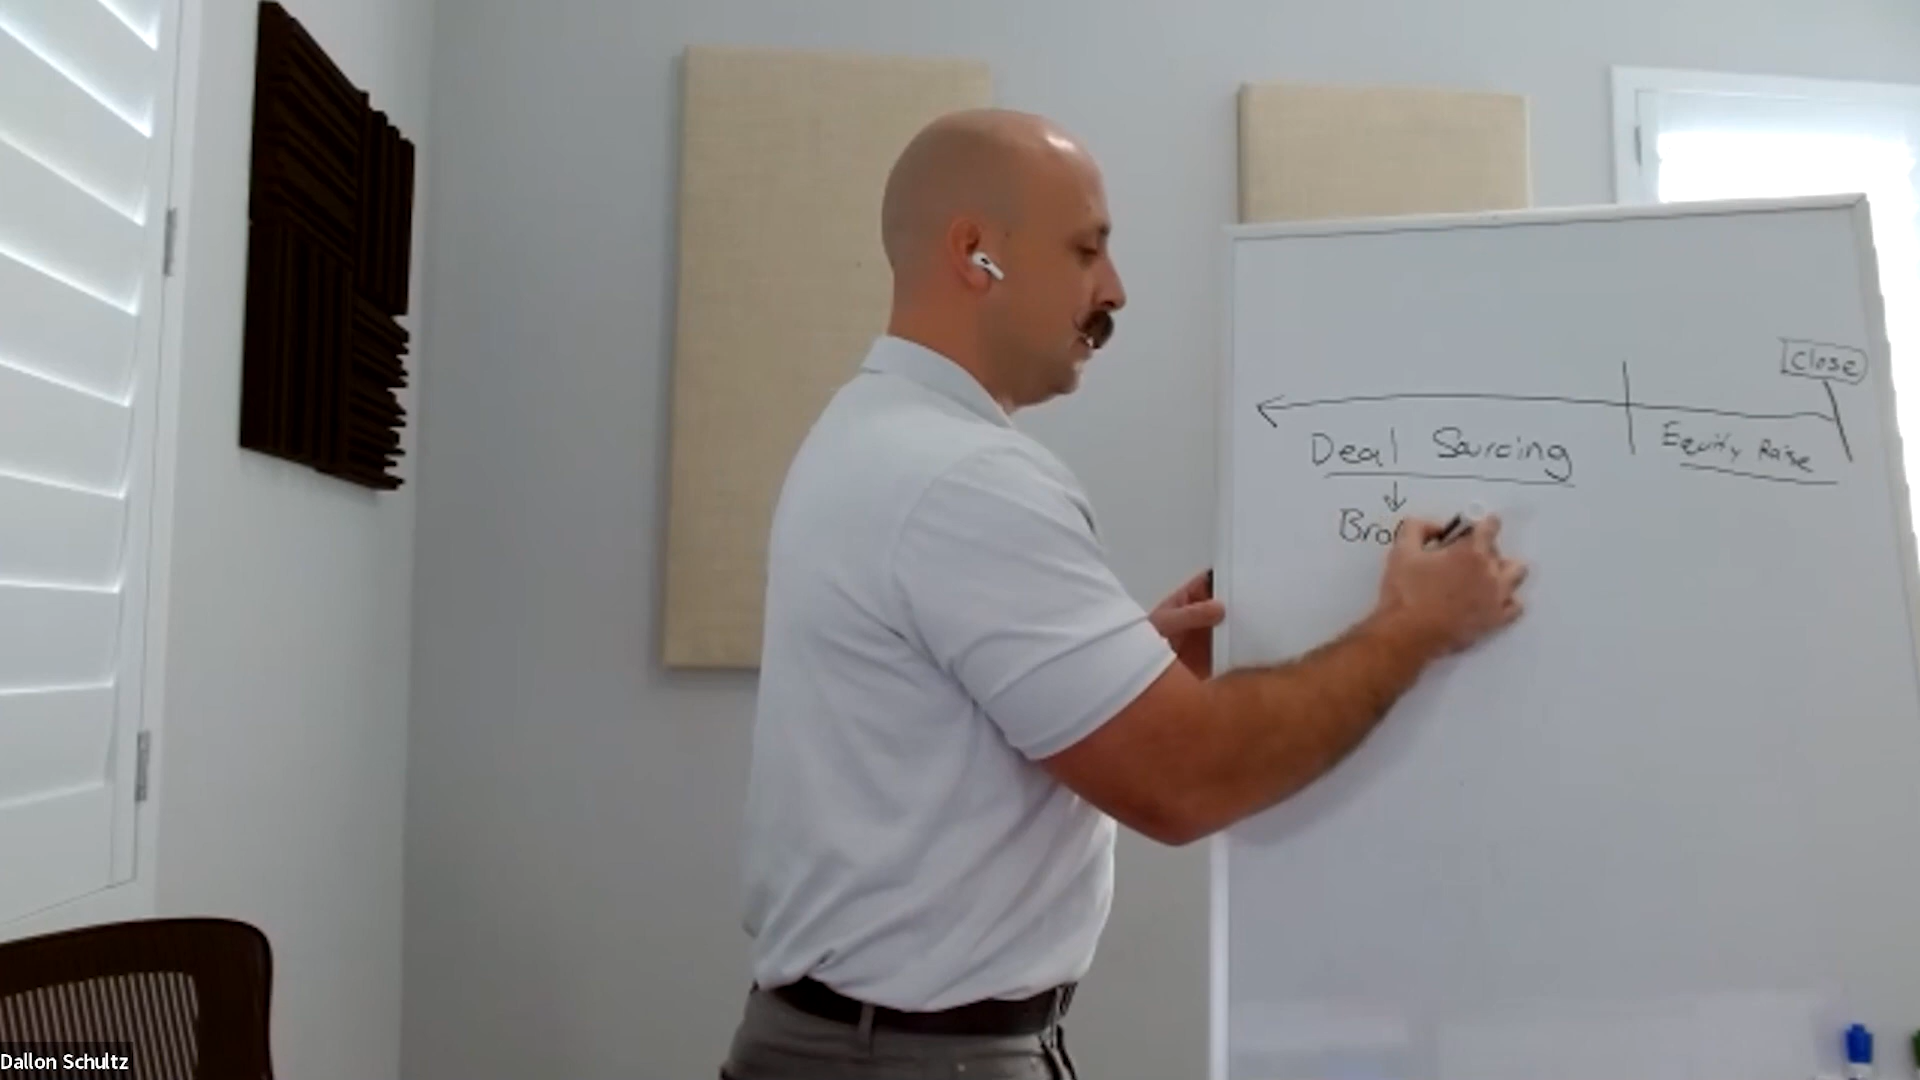 Close
Deal Sourcing
Equity Raise
Bro
Dallon Schultz